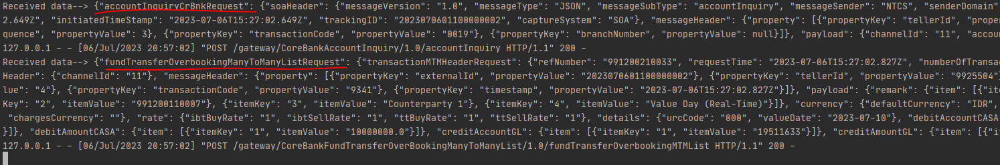 Received data--> {"accountInquiryCrBnkRequest": {"soaHeader": {"messageVersion": "1.0", "messageType": "JSON", "messageSubType": "accountInquiry", "messageSender": "NTCS", "senderDomain"
2.649Z", "initiatedTimeStamp": "2023-07-06T15:27:02.649Z", "trackingID": "2023070601100000002", "captureSystem": "SOA"}, "messageHeader": {"property": [{"propertyKey": "tellerId", "prope
quence", "propertyValue": 3}, {"propertyKey": "transactionCode", "propertyValue": "0019"}, {"propertyKey": "branchNumber", "propertyValue": null}]}, "payload": {"channelId": "11", "accou
127.0.0.1 - - [06/Jul/2023 20:57:02] "POST /gateway/CoreBankAccountInquiry/1.0/accountInquiry HTTP/1.1" 200 -
Received data--> {"fundTransferOverbookingManyToManyListRequest": {"transactionMTMHeaderRequest": {"refNumber": "991200210033", "requestTime": "2023-07-06T15:27:02.827Z", "numberOfTransa
Header": {"channelId": "11"}, "messageHeader": {"property": [{"propertyKey": "externalId", "propertyValue": "2023070601100000002"}, {"propertyKey": "tellerId", "propertyValue": "9925504"
lue": "4"}, {"propertyKey": "transactionCode", "propertyValue": "9341"}, {"propertyKey": "timestamp", "propertyValue": "2023-07-06T15:27:02.827Z"}]}, "payload": {"remark": {"item": [{"ite
Key": "2", "itemValue": "991200110007"}, {"itemKey": "3", "itemValue": "Counterparty 1"}, {"itemKey": "4", "itemValue": "Value Day (Real-Time)"}]}, "currency": {"defaultCurrency": "IDR",
"chargesCurrency": ""}, "rate": {"ibtBuyRate": "1", "ibtSellRate": "1", "ttBuyRate": "1", "ttSellRate": "1"}, "details": {"urcCode": "000", "valueDate": "2023-07-10"}, "debitAccountCASA"
}]}, "debitAmountCASA": {"item": [{"itemKey": "1", "itemValue": "10000000.0"}]}, "creditAccountGL": {"item": [{"itemKey": "1", "itemValue": "19511633"}]}, "creditAmountGL": {"item": [{"it
127.0.0.1 - - [06/Jul/2023 20:57:02] "POST /gateway/CoreBankFundTransferOverBookingManyToManyList/1.0/fundTransferOverbookingMTMList HTTP/1.1" 200 -